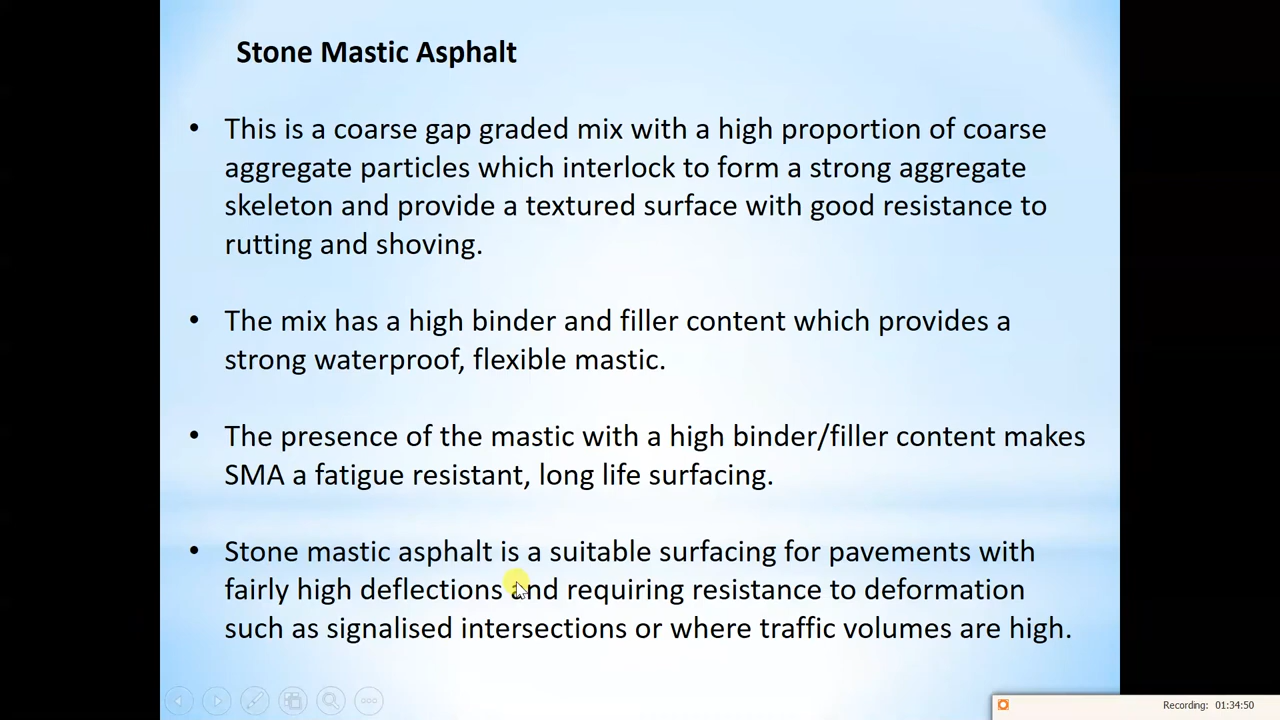 Stone Mastic Asphalt
• This is a coarse gap graded mix with a high proportion of coarse
aggregate particles which interlock to form a strong aggregate
skeleton and provide a textured surface with good resistance to
rutting and shoving.
• The mix has a high binder and filler content which provides a
strong waterproof, flexible mastic.
• The presence of the mastic with a high binder/filler content makes
SMA a fatigue resistant, long life surfacing.
• Stone mastic asphalt is a suitable surfacing for pavements with
fairly high deflections and requiring resistance to deformation
such as signalised intersections or where traffic volumes are high.
Recording: 01:34:50